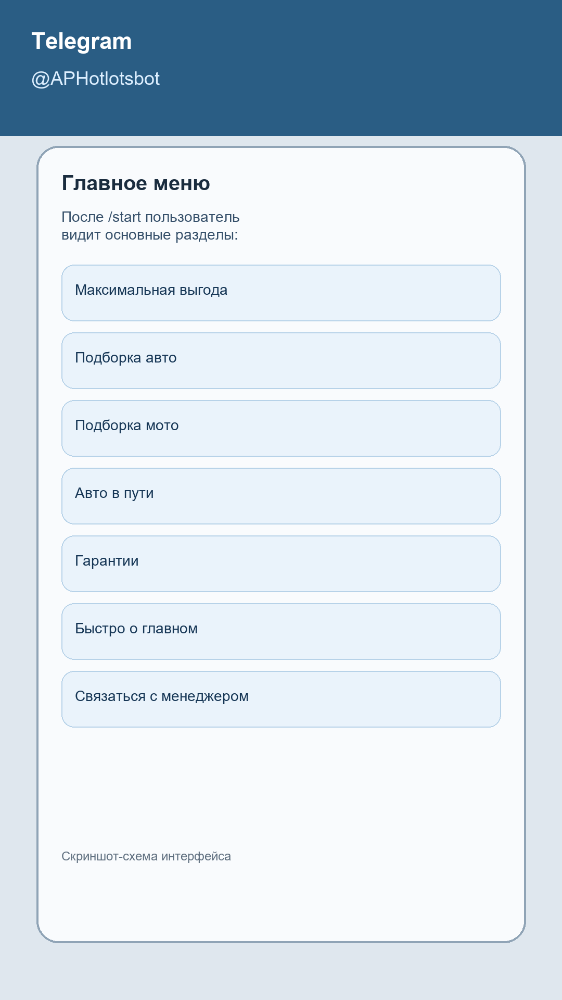 Telegram
@APHotlotsbot
Главное меню
После /start пользователь
видит основные разделы:
Максимальная выгода
Подборка авто
Подборка мото
Авто в пути
Гарантии
Быстро о главном
Связаться с менеджером
Скриншот-схема интерфейса